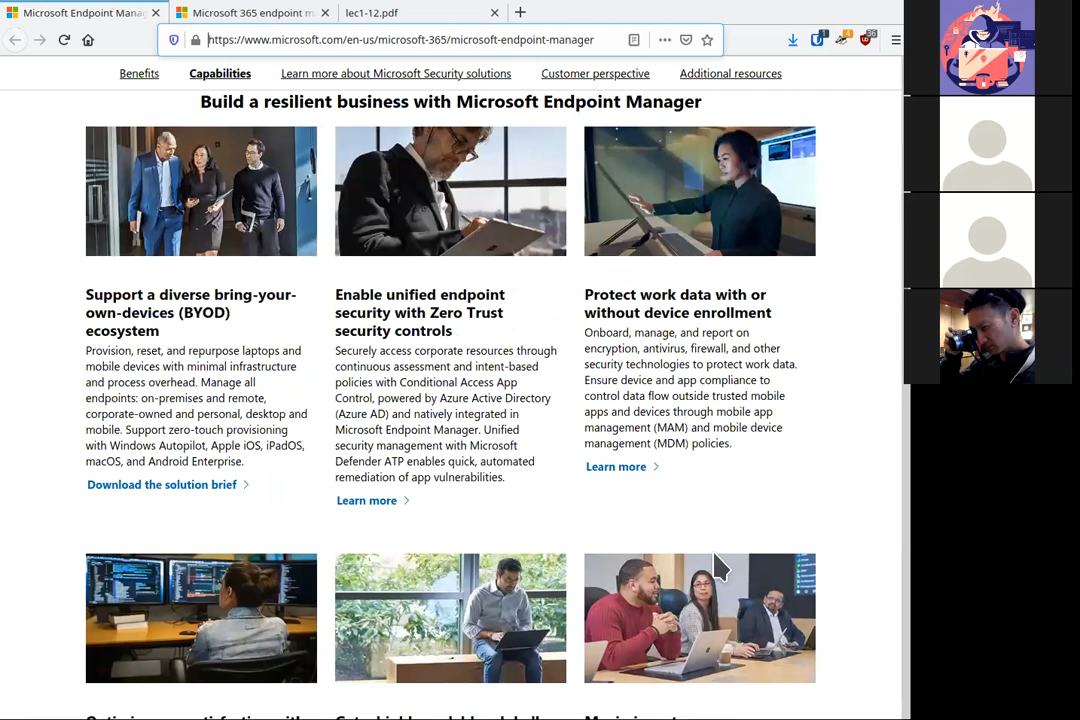 Microsoft Endpoint Mana
Microsoft 365 endpoint m
lec1-12.pdf
https://www.microsoft.com/en-us/microsoft-365/microsoft-endpoint-manager
1
4
36
Benefits
Capabilities
Learn more about Microsoft Security solutions
Customer perspective
Additional resources
Build a resilient business with Microsoft Endpoint Manager
Support a diverse bring-your-
own-devices (BYOD)
ecosystem
Provision, reset, and repurpose laptops and
mobile devices with minimal infrastructure
and process overhead. Manage all
endpoints: on-premises and remote,
corporate-owned and personal, desktop and
mobile. Support zero-touch provisioning
with Windows Autopilot, Apple iOS, iPadOS,
macOS, and Android Enterprise.
Download the solution brief
Enable unified endpoint
security with Zero Trust
security controls
Securely access corporate resources through
continuous assessment and intent-based
policies with Conditional Access App
Control, powered by Azure Active Directory
(Azure AD) and natively integrated in
Microsoft Endpoint Manager. Unified
security management with Microsoft
Defender ATP enables quick, automated
remediation of app vulnerabilities.
Learn more
Protect work data with or
without device enrollment
Onboard, manage, and report on
encryption, antivirus, firewall, and other
security technologies to protect work data.
Ensure device and app compliance to
control data flow outside trusted mobile
apps and devices through mobile app
management (MAM) and mobile device
management (MDM) policies.
Learn more